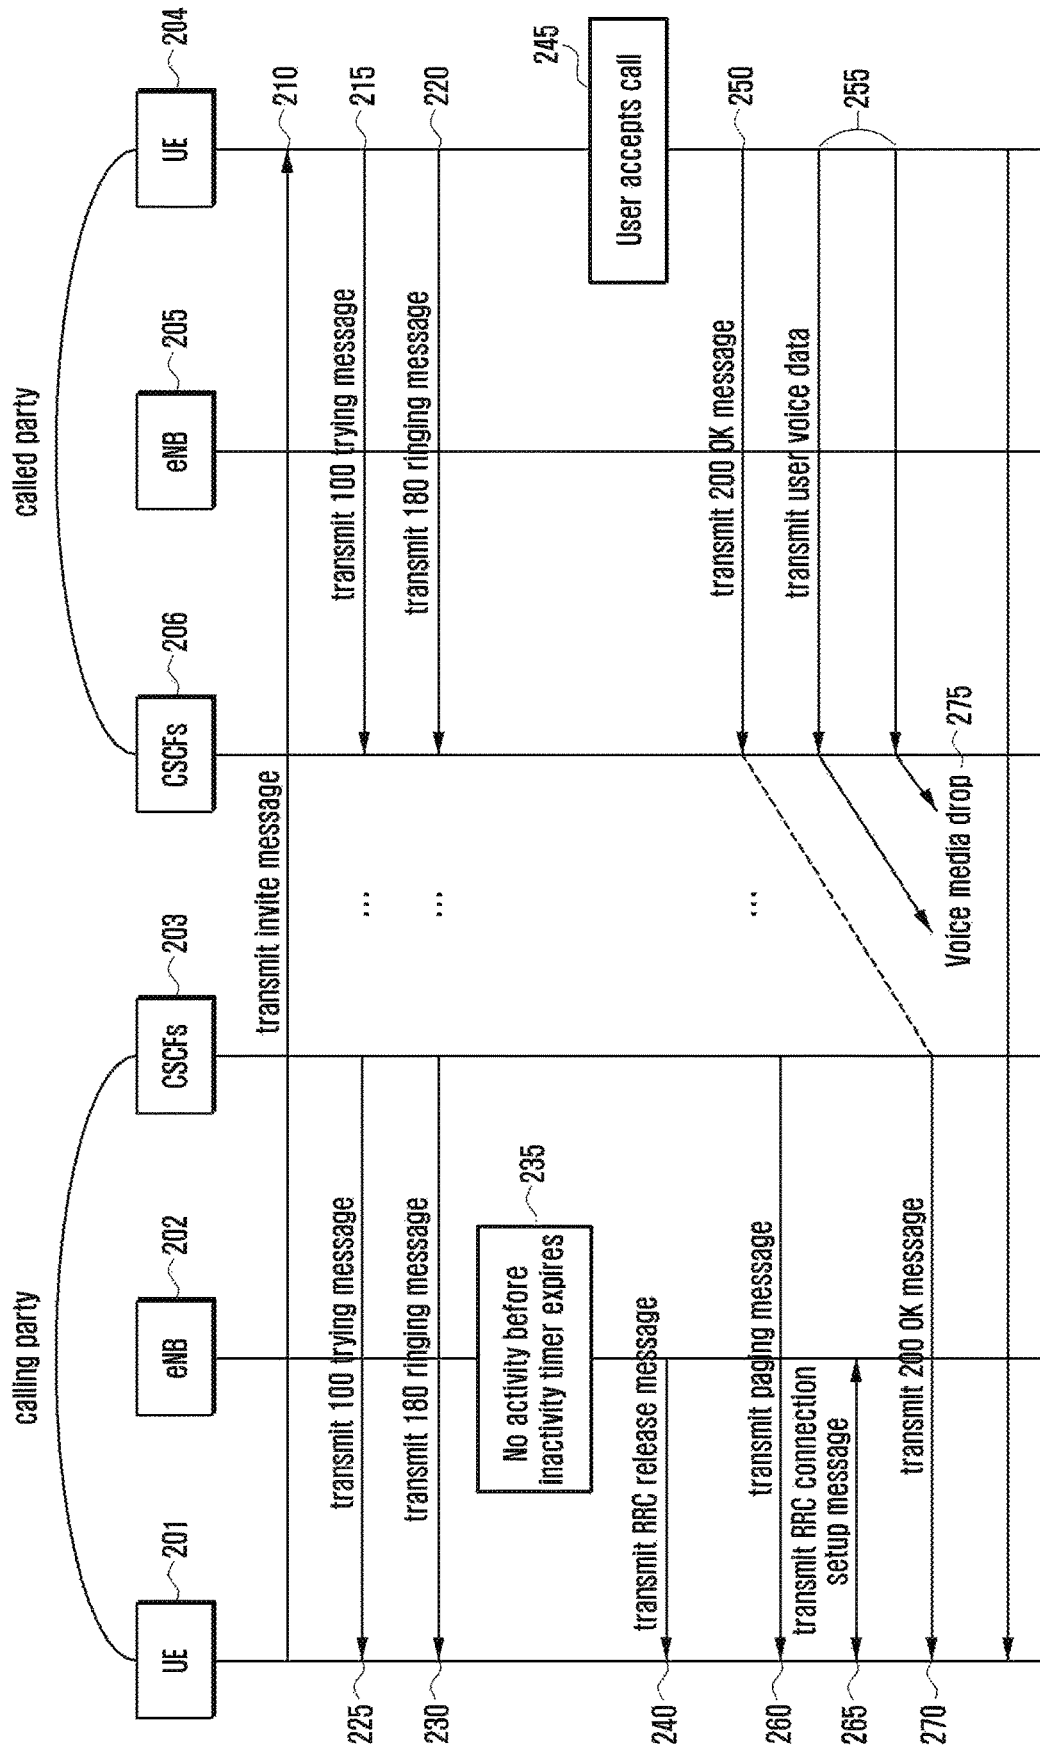 calling party
called party
UE
201
eNB
202
CSCFs
203
CSCFs
206
eNB
205
UE
204
transmit invite message
210
225
transmit 100 trying message
...
transmit 100 trying message
215
230
transmit 180 ringing message
...
transmit 180 ringing message
220
No activity before
inactivity timer expires
235
User accepts call
245
240
transmit RRC release message
transmit 200 OK message
250
260
transmit paging message
...
transmit user voice data
255
265
transmit RRC connection
setup message
270
transmit 200 OK message
Voice media drop
275